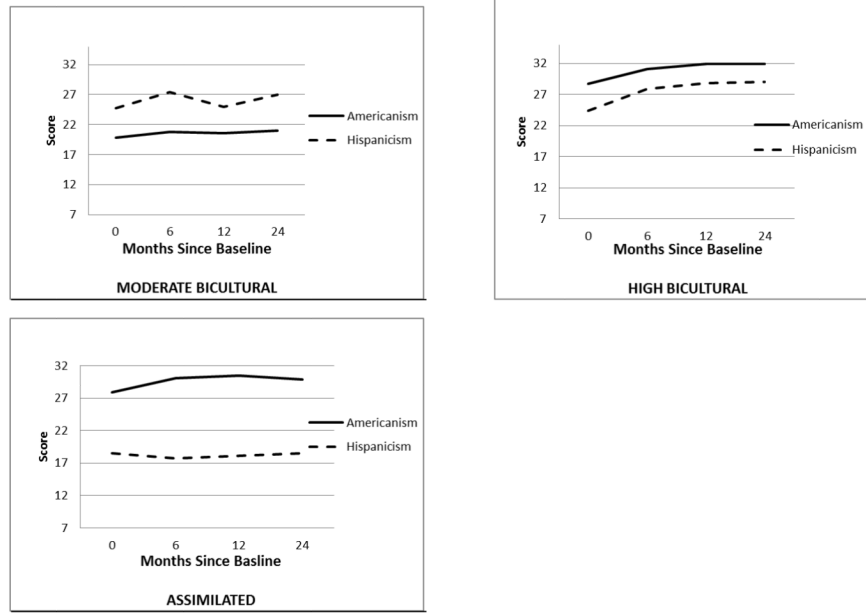 32
27
22
17
12
7
Score
0 6 12 24
Months Since Baseline
Americanism
Hispanicism
MODERATE BICULTURAL
32
27
22
17
12
7
Score
0 6 12 24
Months Since Baseline
Americanism
Hispanicism
HIGH BICULTURAL
32
27
22
17
12
7
Score
0 6 12 24
Months Since Basline
Americanism
Hispanicism
ASSIMILATED